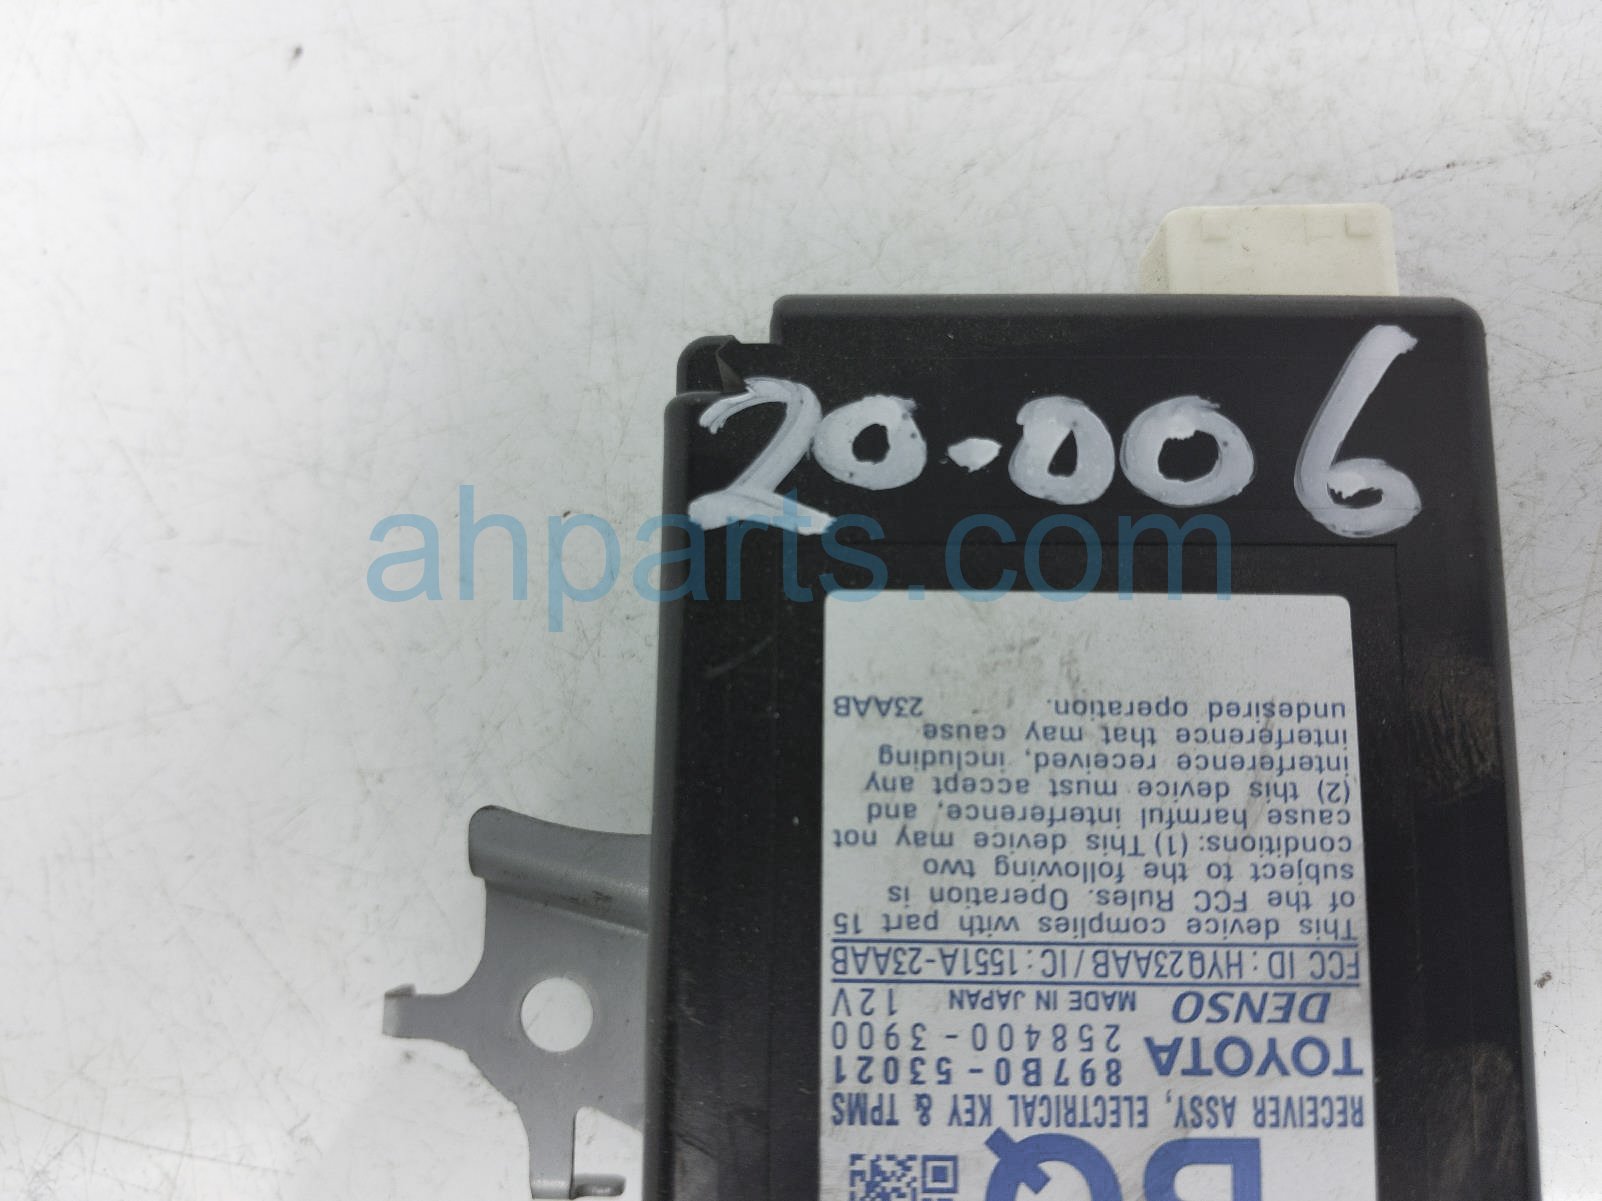 20-006
ahparts.com
BQ
RECEIVER ASSY, ELECTRICAL KEY & TPMS
TOYOTA 897B0-53021
258400-3900
DENSO MADE IN JAPAN 12V
FCC ID : HYQ23AAB / IC : 1551A-23AAB
This device complies with part 15
of the FCC Rules. Operation is
subject to the following two
conditions: (1) This device may not
cause harmful interference, and,
(2) this device must accept any
interference received, including
interference that may cause
undesired operation. 23AAB